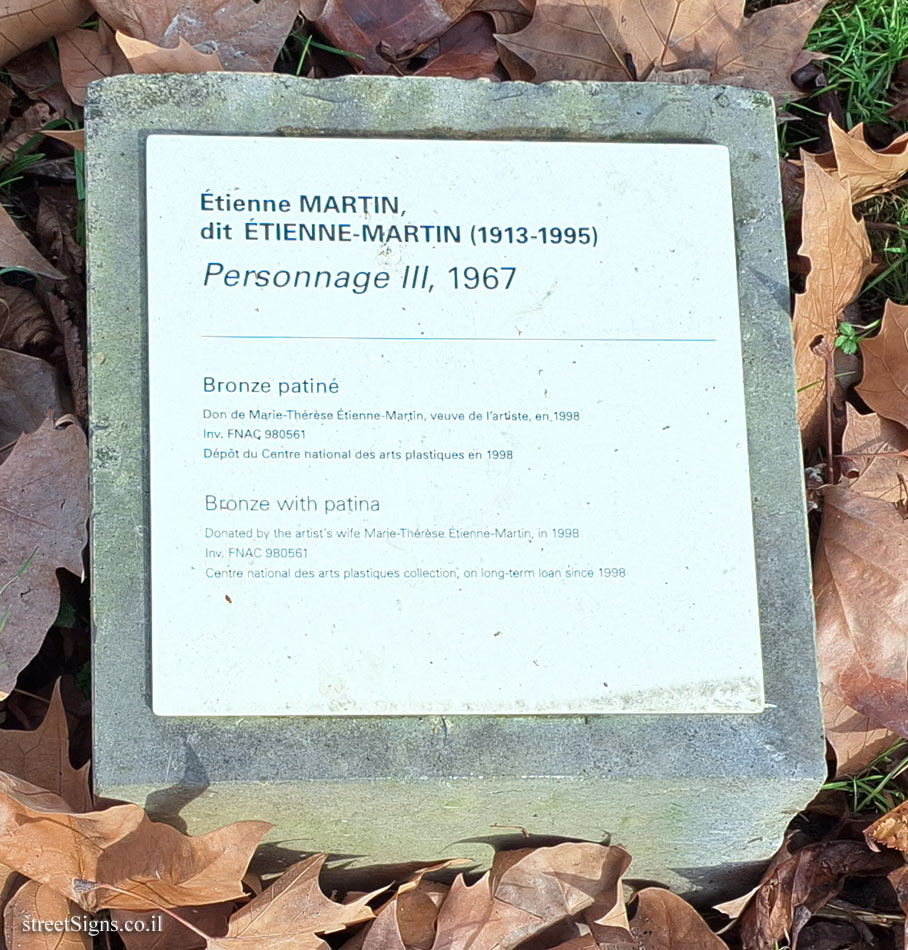 Étienne MARTIN,
dit ÉTIENNE-MARTIN (1913-1995)
Personnage III, 1967
Bronze patiné
Don de Marie-Thérèse Étienne-Martin, veuve de l'artiste, en 1998
Inv. FNAC 980561
Dépôt du Centre national des arts plastiques en 1998
Bronze with patina
Donated by the artist's wife Marie-Thérèse Étienne-Martin, in 1998
Inv. FNAC 980561
Centre national des arts plastiques collection, on long-term loan since 1998
streetSigns.co.il